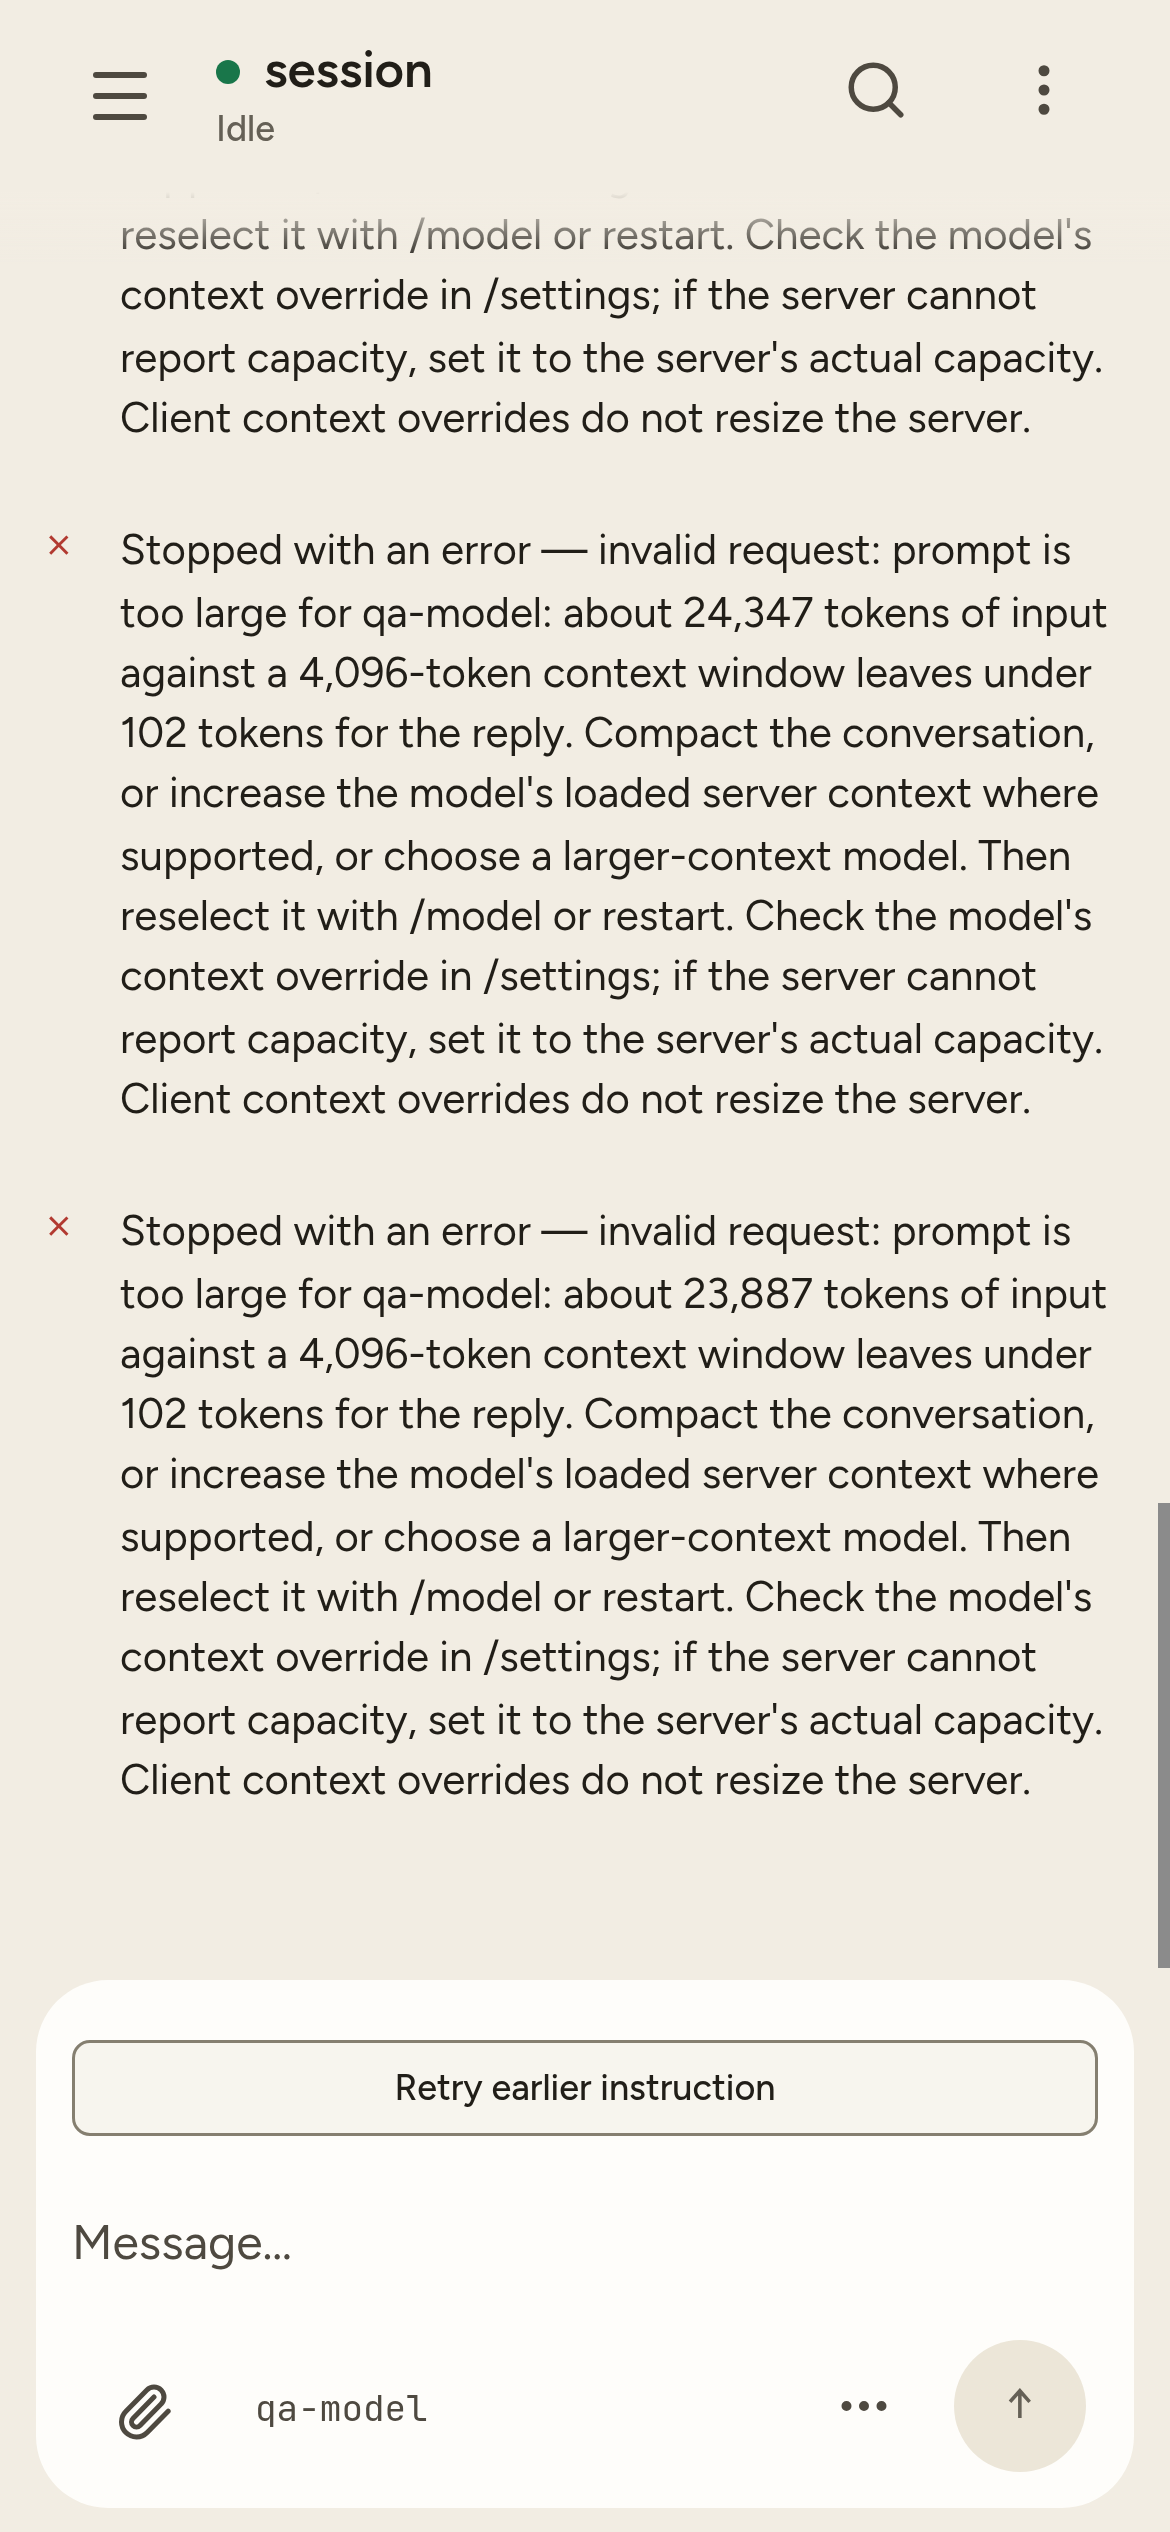 session
Idle
reselect it with /model or restart. Check the model's
context override in /settings; if the server cannot
report capacity, set it to the server's actual capacity.
Client context overrides do not resize the server.
× Stopped with an error — invalid request: prompt is
too large for qa-model: about 24,347 tokens of input
against a 4,096-token context window leaves under
102 tokens for the reply. Compact the conversation,
or increase the model's loaded server context where
supported, or choose a larger-context model. Then
reselect it with /model or restart. Check the model's
context override in /settings; if the server cannot
report capacity, set it to the server's actual capacity.
Client context overrides do not resize the server.
× Stopped with an error — invalid request: prompt is
too large for qa-model: about 23,887 tokens of input
against a 4,096-token context window leaves under
102 tokens for the reply. Compact the conversation,
or increase the model's loaded server context where
supported, or choose a larger-context model. Then
reselect it with /model or restart. Check the model's
context override in /settings; if the server cannot
report capacity, set it to the server's actual capacity.
Client context overrides do not resize the server.
Retry earlier instruction
Message...
qa-model